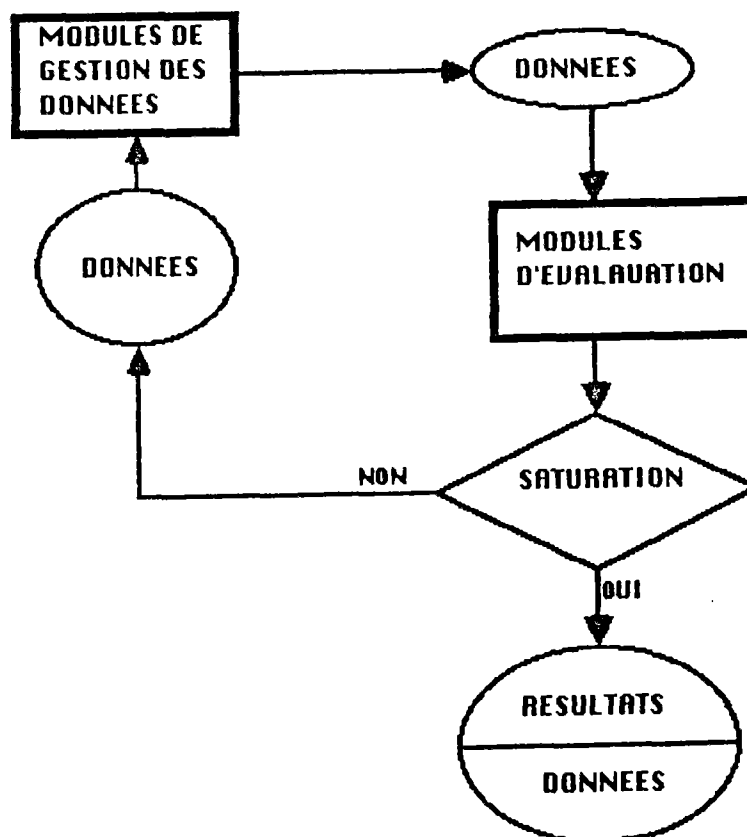 MODULES DE
GESTION DES
DONNEES
DONNEES
DONNEES
MODULES
D'EVALAUATION
NON
SATURATION
OUI
RESULTATS
DONNEES